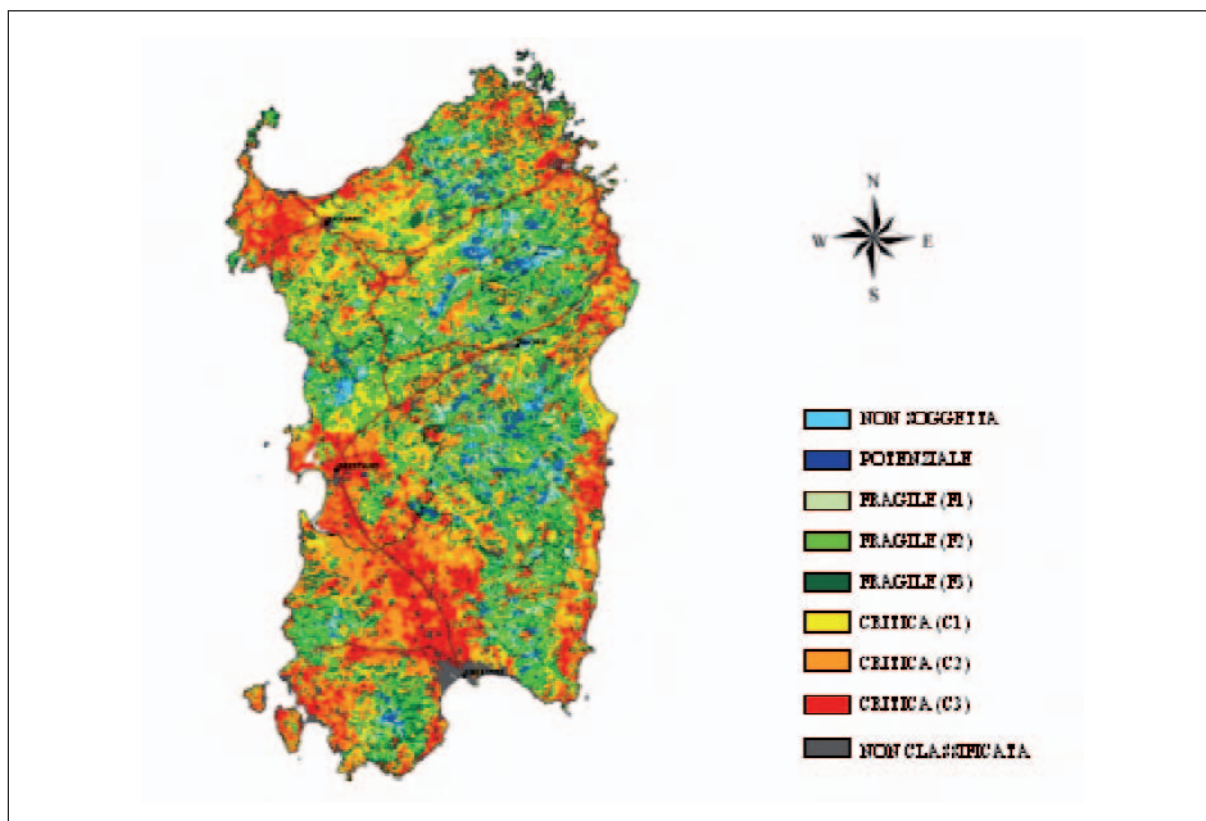 N
W E
S
NON SOGGETTA
POTENZIALE
FRAGILE (F1)
FRAGILE (F2)
FRAGILE (F3)
CRITICA (C1)
CRITICA (C2)
CRITICA (C3)
NON CLASSIFICATA